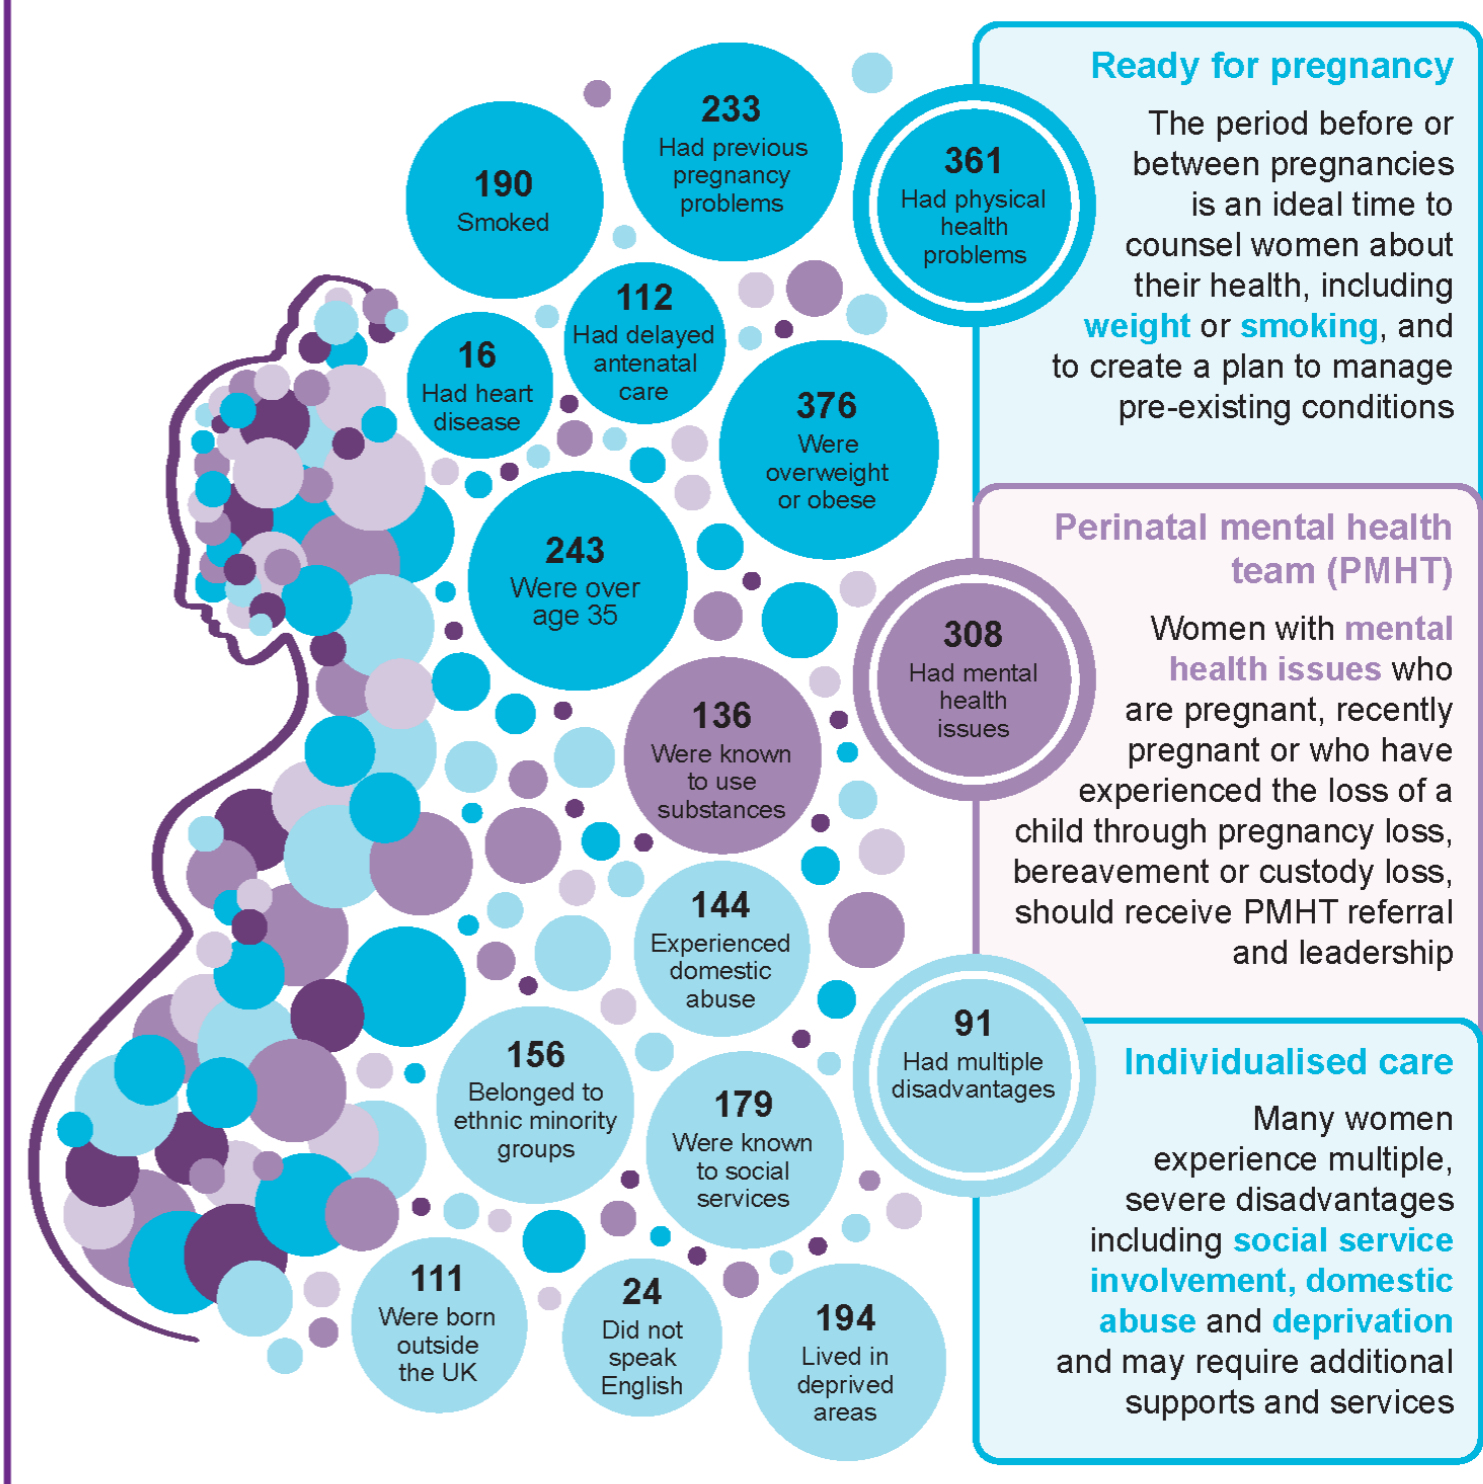 233
Had previous
pregnancy
problems
190
Smoked
361
Had physical
health
problems
112
Had delayed
antenatal
care
16
Had heart
disease
376
Were
overweight
or obese
243
Were over
age 35
308
Had mental
health
issues
136
Were known
to use
substances
144
Experienced
domestic
abuse
91
Had multiple
disadvantages
156
Belonged to
ethnic minority
groups
179
Were known
to social
services
111
Were born
outside
the UK
24
Did not
speak
English
194
Lived in
deprived
areas
Ready for pregnancy
The period before or
between pregnancies
is an ideal time to
counsel women about
their health, including
weight or smoking, and
to create a plan to manage
pre-existing conditions
Perinatal mental health
team (PMHT)
Women with mental
health issues who
are pregnant, recently
pregnant or who have
experienced the loss of a
child through pregnancy loss,
bereavement or custody loss,
should receive PMHT referral
and leadership
Individualised care
Many women
experience multiple,
severe disadvantages
including social service
involvement, domestic
abuse and deprivation
and may require additional
supports and services